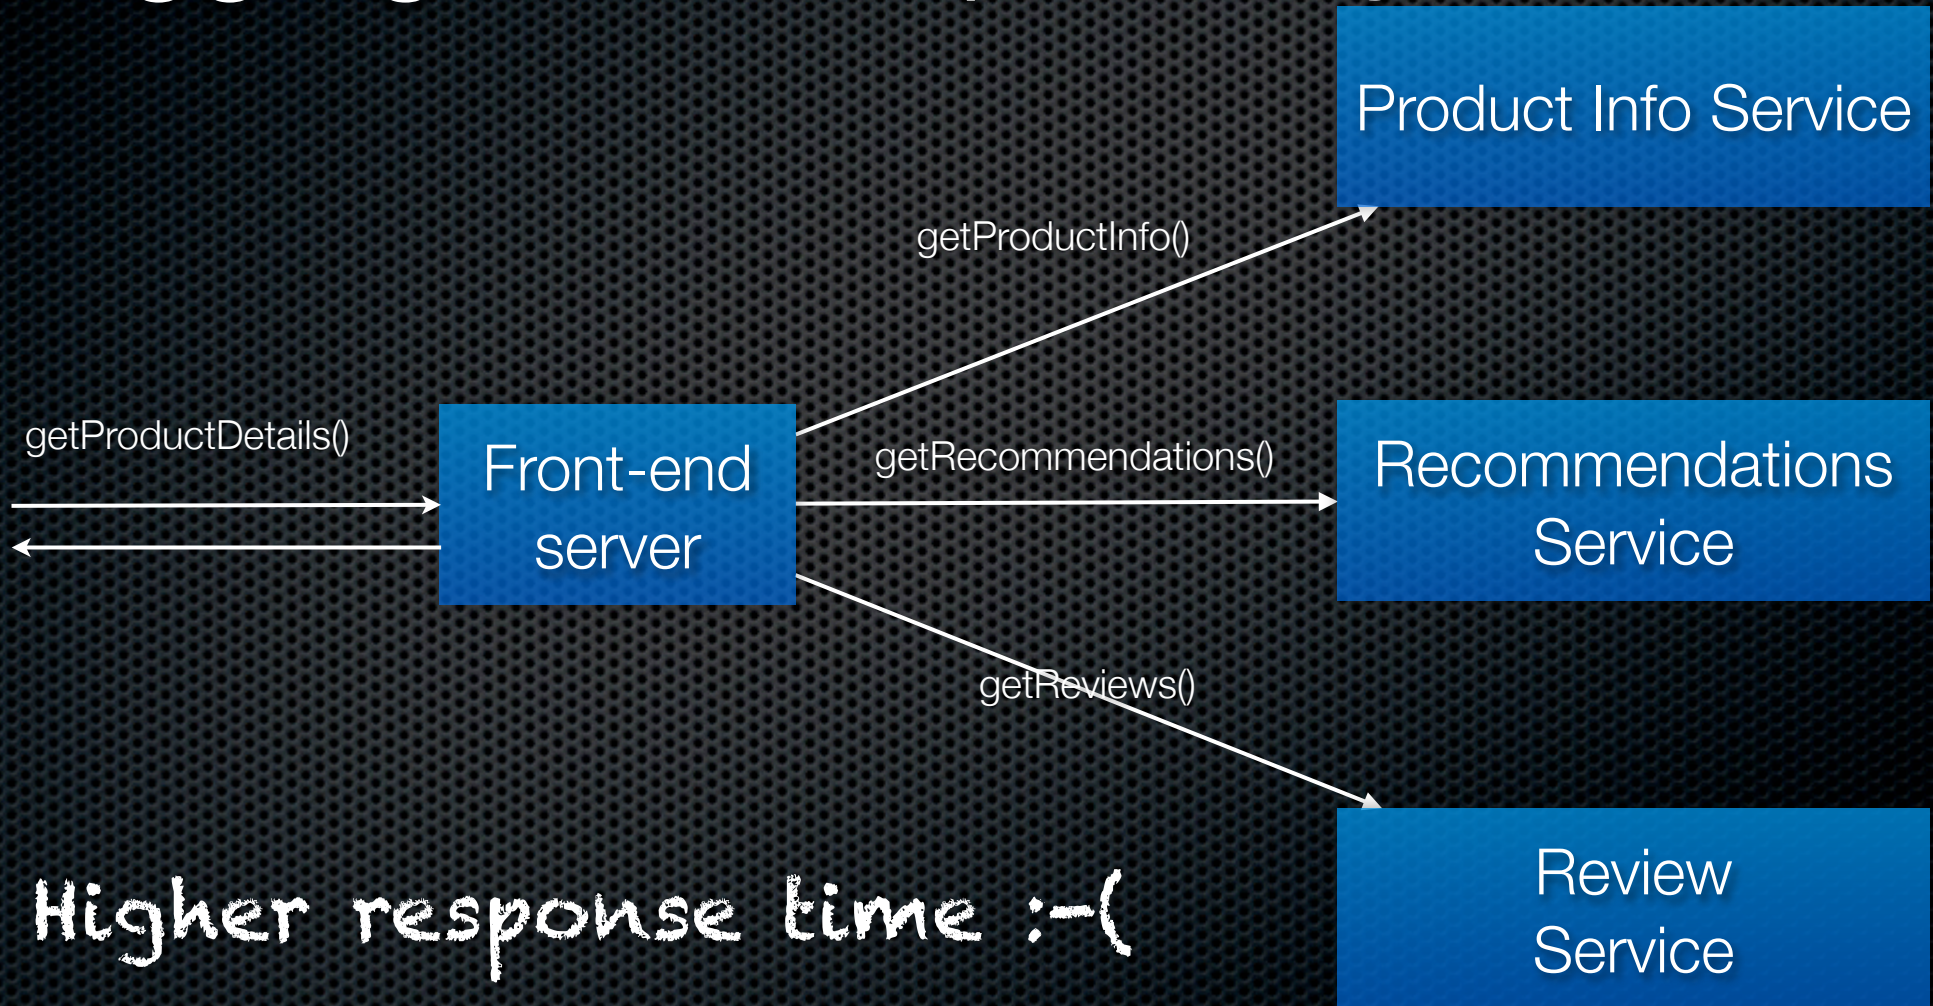 Product Info Service
getProductInfo()
getProductDetails()
Front-end
server
getRecommendations()
Recommendations
Service
getReviews()
Higher response time :-(
Review
Service